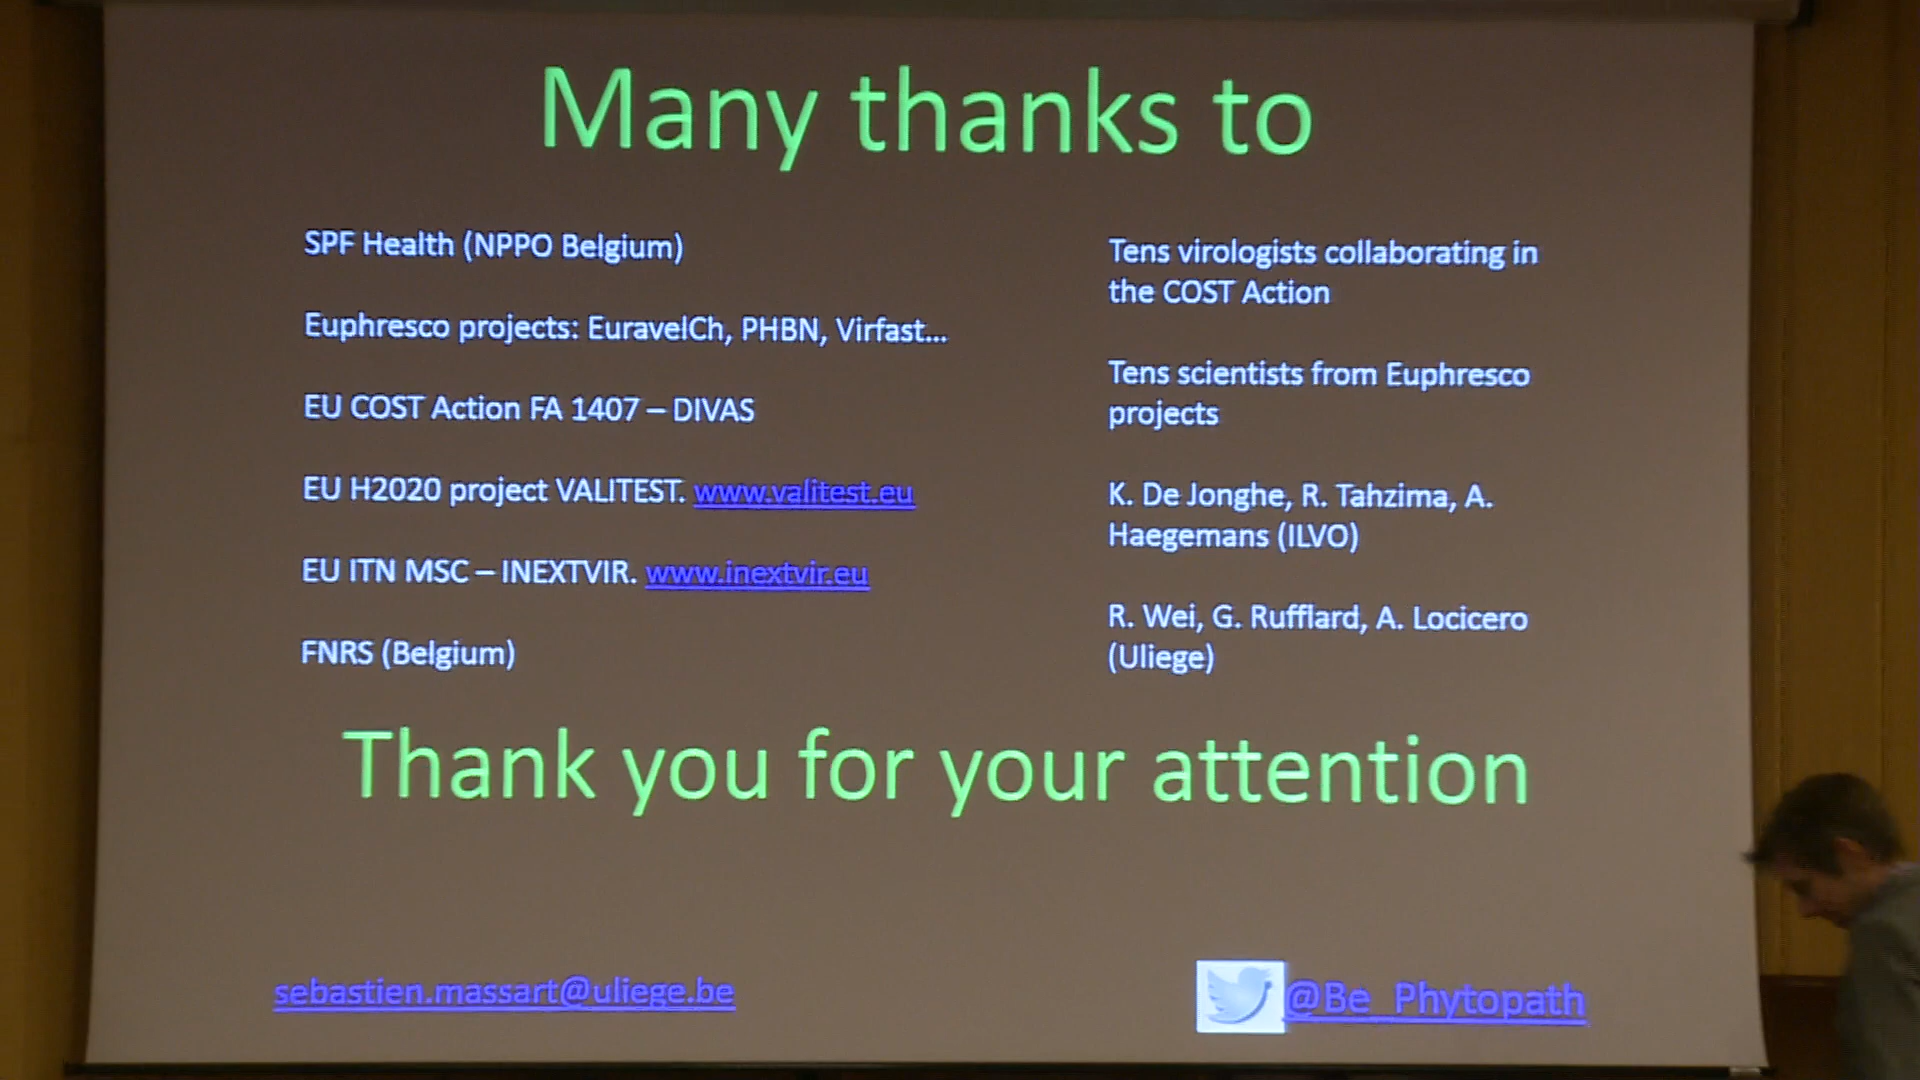 Many thanks to
SPF Health (NPPO Belgium)
Euphresco projects: EuravelCh, PHBN, Virfast...
EU COST Action FA 1407 – DIVAS
EU H2020 project VALITEST. www.valitest.eu
EU ITN MSC – INEXTVIR. www.inextvir.eu
FNRS (Belgium)
Tens virologists collaborating in
the COST Action
Tens scientists from Euphresco
projects
K. De Jonghe, R. Tahzima, A.
Haegemans (ILVO)
R. Wei, G. Rufflard, A. Locicero
(Uliege)
Thank you for your attention
sebastien.massart@uliege.be
@Be_Phytopath